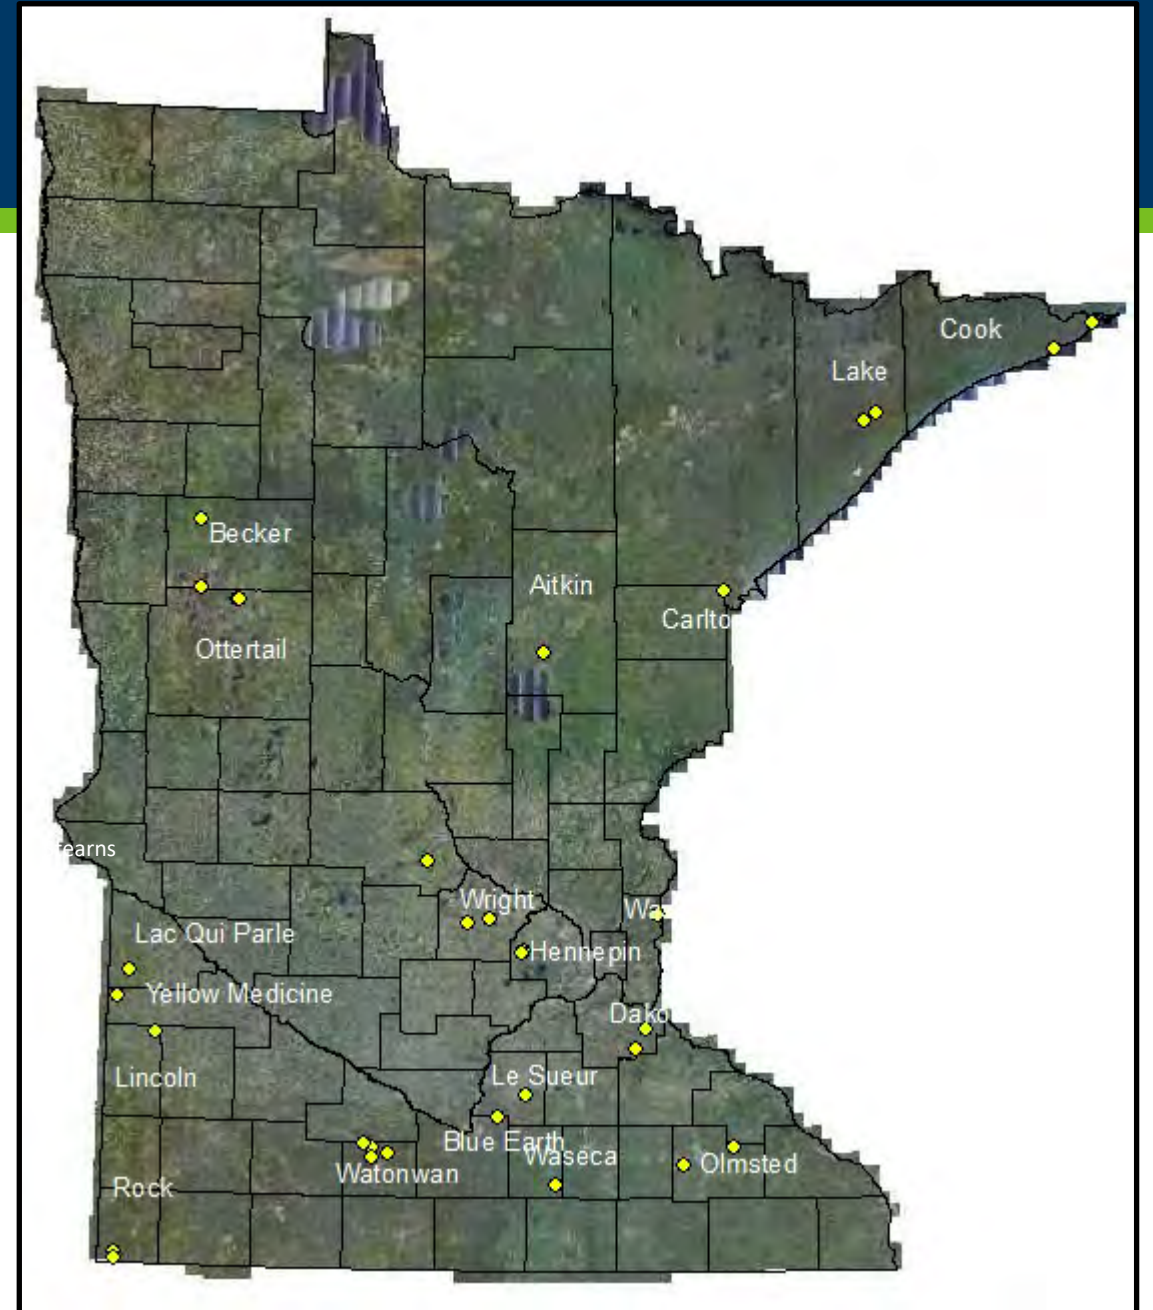 Cook
Lake
Becker
Aitkin
Carlto
Ottertail
earns
Wright
Was
Lac Qui Parle
Hennepin
Yellow Medicine
Dako
Lincoln
Le Sueur
Blue Earth
Waseca
Olmsted
Watonwan
Rock